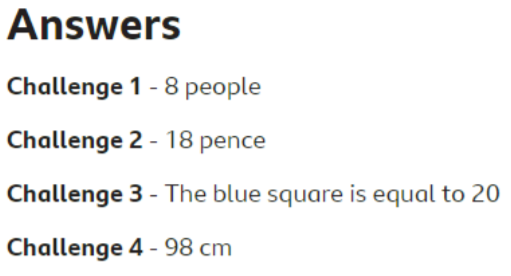 Answers
Challenge 1 - 8 people
Challenge 2 - 18 pence
Challenge 3 - The blue square is equal to 20
Challenge 4 - 98 cm